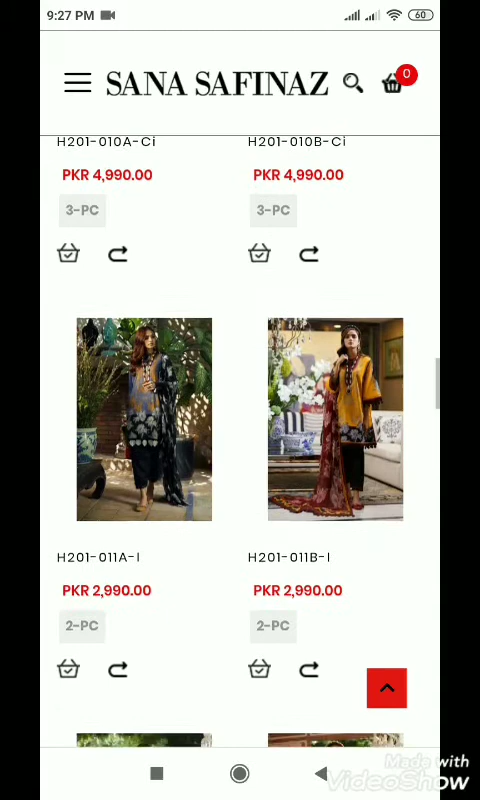 9:27 PM
60
SANA SAFINAZ
0
H201-010A-Ci H201-010B-Ci
PKR 4,990.00 PKR 4,990.00
3-PC 3-PC
H201-011A-I H201-011B-I
PKR 2,990.00 PKR 2,990.00
2-PC 2-PC
Made with
VideoShow